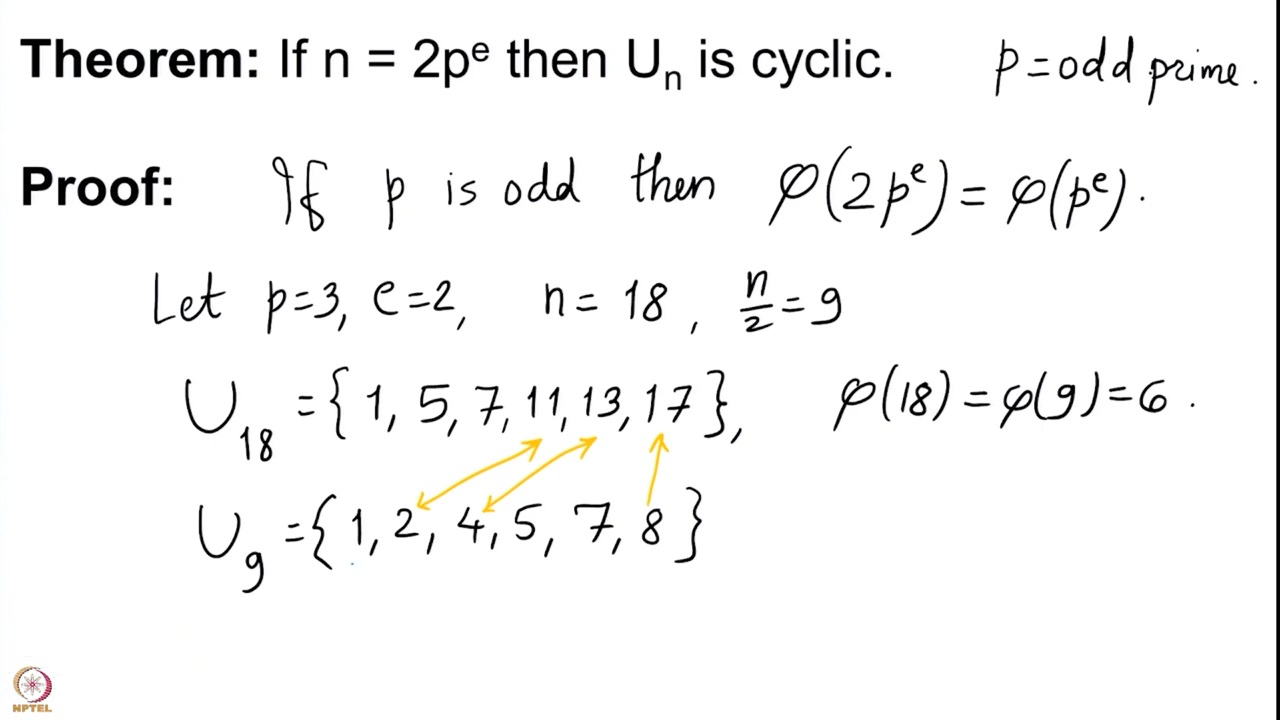 Theorem: If n = 2pᵉ then Uₙ is cyclic. p = odd prime.
Proof: If p is odd then φ(2pᵉ) = φ(pᵉ).
Let p=3, e=2, n = 18, n/2 = 9
U₁₈ = { 1, 5, 7, 11, 13, 17 }, φ(18) = φ(9) = 6.
U₉ = { 1, 2, 4, 5, 7, 8 }
NPTEL